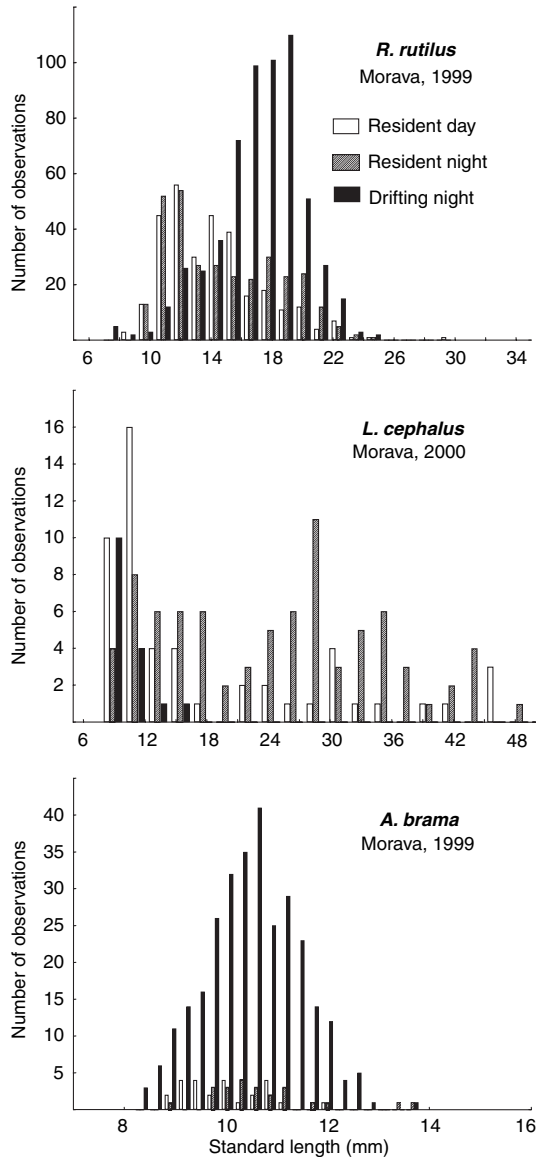 R. rutilus
Morava, 1999
Resident day
Resident night
Drifting night
Number of observations
100
80
60
40
20
6 10 14 18 22 26 30 34
L. cephalus
Morava, 2000
Number of observations
16
14
12
10
8
6
4
2
6 12 18 24 30 36 42 48
A. brama
Morava, 1999
Number of observations
40
35
30
25
20
15
10
5
8 10 12 14 16
Standard length (mm)